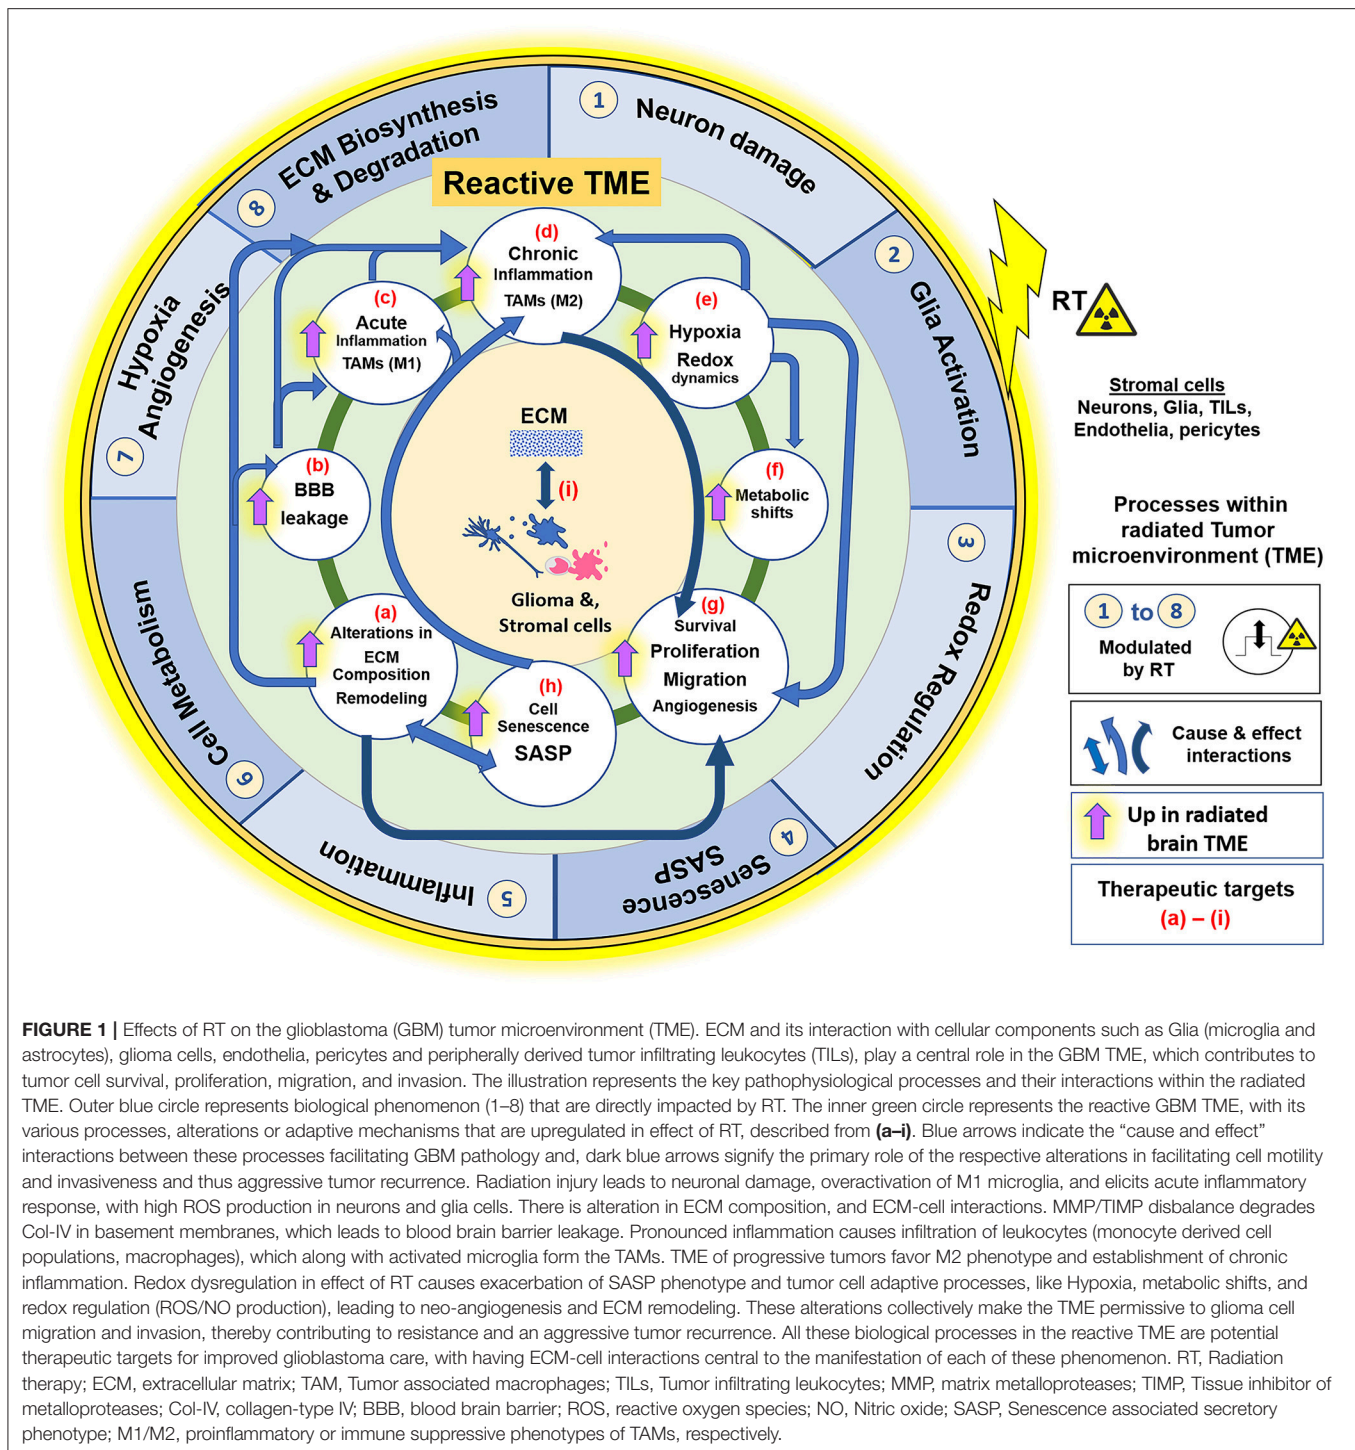 1
Neuron damage
2
Glia Activation
3
Redox Regulation
4
Senescence
SASP
5
Inflammation
6
Cell Metabolism
7
Hypoxia
Angiogenesis
8
ECM Biosynthesis
& Degradation
Reactive TME
(d)
Chronic
Inflammation
TAMs (M2)
(c)
Acute
Inflammation
TAMs (M1)
(e)
Hypoxia
Redox
dynamics
(b)
BBB
leakage
(f)
Metabolic
shifts
ECM
(i)
Glioma &,
Stromal cells
(a)
Alterations in
ECM
Composition
Remodeling
(h)
Cell
Senescence
SASP
(g)
Survival
Proliferation
Migration
Angiogenesis
RT
Stromal cells
Neurons, Glia, TILs,
Endothelia, pericytes
Processes within
radiated Tumor
microenvironment (TME)
1 to 8
Modulated
by RT
Cause & effect
interactions
Up in radiated
brain TME
Therapeutic targets
(a) – (i)
FIGURE 1 | Effects of RT on the glioblastoma (GBM) tumor microenvironment (TME). ECM and its interaction with cellular components such as Glia (microglia and
astrocytes), glioma cells, endothelia, pericytes and peripherally derived tumor infiltrating leukocytes (TILs), play a central role in the GBM TME, which contributes to
tumor cell survival, proliferation, migration, and invasion. The illustration represents the key pathophysiological processes and their interactions within the radiated
TME. Outer blue circle represents biological phenomenon (1–8) that are directly impacted by RT. The inner green circle represents the reactive GBM TME, with its
various processes, alterations or adaptive mechanisms that are upregulated in effect of RT, described from (a–i). Blue arrows indicate the “cause and effect”
interactions between these processes facilitating GBM pathology and, dark blue arrows signify the primary role of the respective alterations in facilitating cell motility
and invasiveness and thus aggressive tumor recurrence. Radiation injury leads to neuronal damage, overactivation of M1 microglia, and elicits acute inflammatory
response, with high ROS production in neurons and glia cells. There is alteration in ECM composition, and ECM-cell interactions. MMP/TIMP disbalance degrades
Col-IV in basement membranes, which leads to blood brain barrier leakage. Pronounced inflammation causes infiltration of leukocytes (monocyte derived cell
populations, macrophages), which along with activated microglia form the TAMs. TME of progressive tumors favor M2 phenotype and establishment of chronic
inflammation. Redox dysregulation in effect of RT causes exacerbation of SASP phenotype and tumor cell adaptive processes, like Hypoxia, metabolic shifts, and
redox regulation (ROS/NO production), leading to neo-angiogenesis and ECM remodeling. These alterations collectively make the TME permissive to glioma cell
migration and invasion, thereby contributing to resistance and an aggressive tumor recurrence. All these biological processes in the reactive TME are potential
therapeutic targets for improved glioblastoma care, with having ECM-cell interactions central to the manifestation of each of these phenomenon. RT, Radiation
therapy; ECM, extracellular matrix; TAM, Tumor associated macrophages; TILs, Tumor infiltrating leukocytes; MMP, matrix metalloproteases; TIMP, Tissue inhibitor of
metalloproteases; Col-IV, collagen-type IV; BBB, blood brain barrier; ROS, reactive oxygen species; NO, Nitric oxide; SASP, Senescence associated secretory
phenotype; M1/M2, proinflammatory or immune suppressive phenotypes of TAMs, respectively.